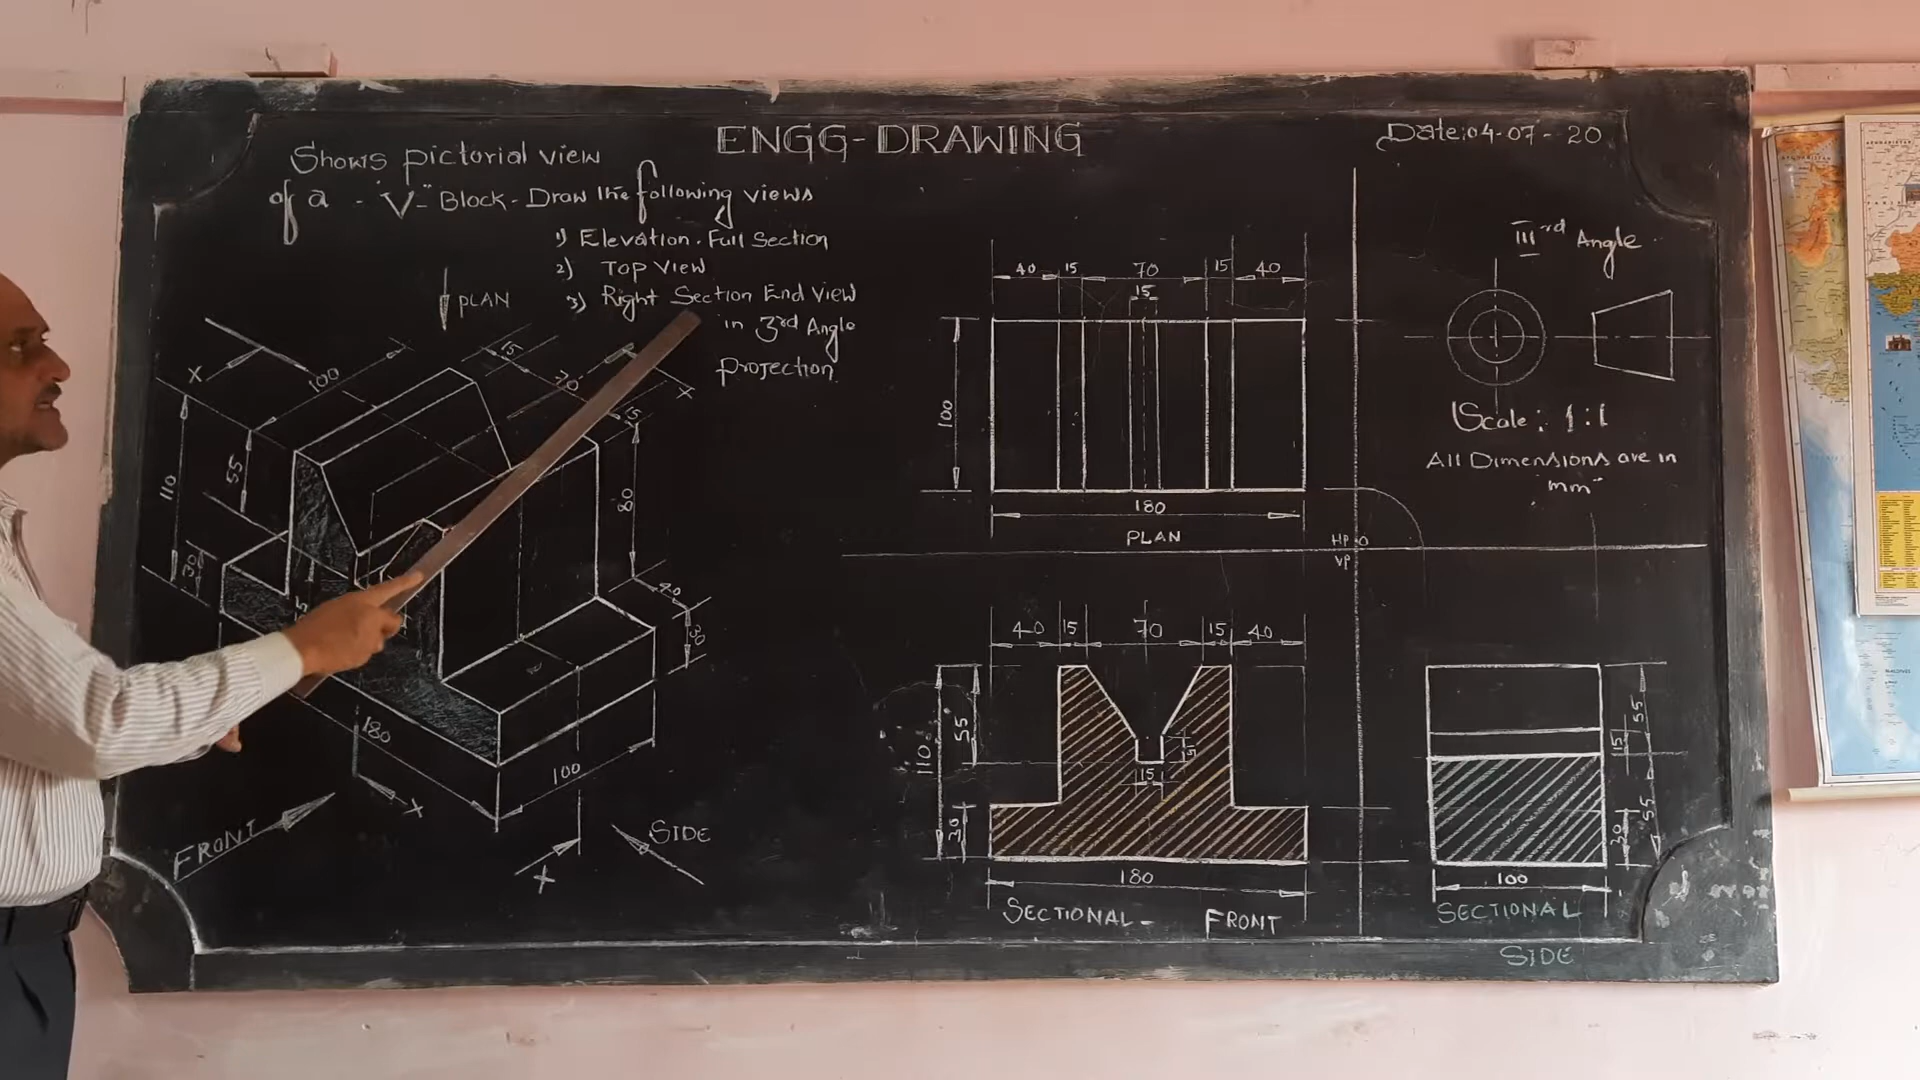 ENGG-DRAWING
Date: 04-07-20
Shows pictorial view
of a - "V"- Block - Draw the following views
1) Elevation. Full Section
2) Top View
3) Right Section End View
in 3rd Angle
projection
PLAN
X
100
15
70
X
15
110
55
80
30
40
30
180
100
X
FRONT
SIDE
X
40 15 70 15 40
15
100
180
PLAN
HP O
VP
IIIrd Angle
Scale: 1:1
All Dimensions are in
mm"
40 15 70 15 40
110
55
15
15
30
180
SECTIONAL - FRONT
55
15
55
30
100
SECTIONAL
SIDE